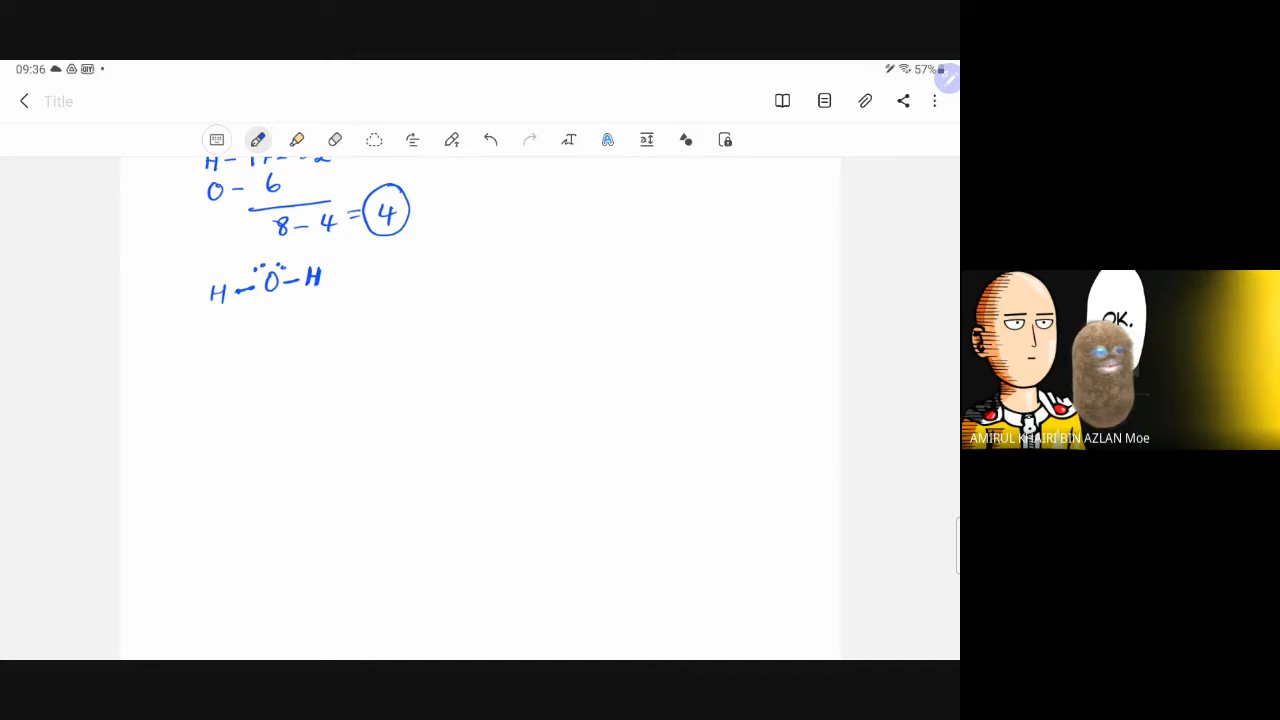 09:36
57%
Title
O - 6
8 - 4 = 4
H - O - H
OK.
AMIRUL KHAIRI BIN AZLAN Moe